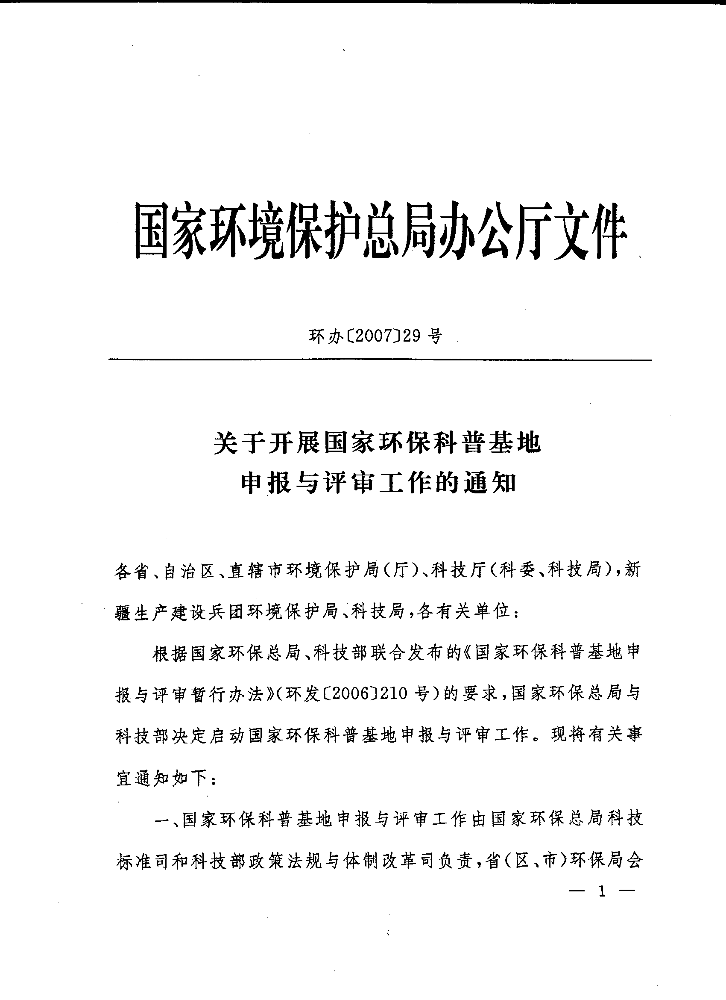 国家环境保护总局办公厅文件
环办〔2007〕29 号
关于开展国家环保科普基地
申报与评审工作的通知
各省、自治区、直辖市环境保护局(厅)、科技厅(科委、科技局),新
疆生产建设兵团环境保护局、科技局,各有关单位:
根据国家环保总局、科技部联合发布的《国家环保科普基地申
报与评审暂行办法》(环发〔2006〕210 号)的要求,国家环保总局与
科技部决定启动国家环保科普基地申报与评审工作。现将有关事
宜通知如下:
一、国家环保科普基地申报与评审工作由国家环保总局科技
标准司和科技部政策法规与体制改革司负责,省(区、市)环保局会
— 1 —